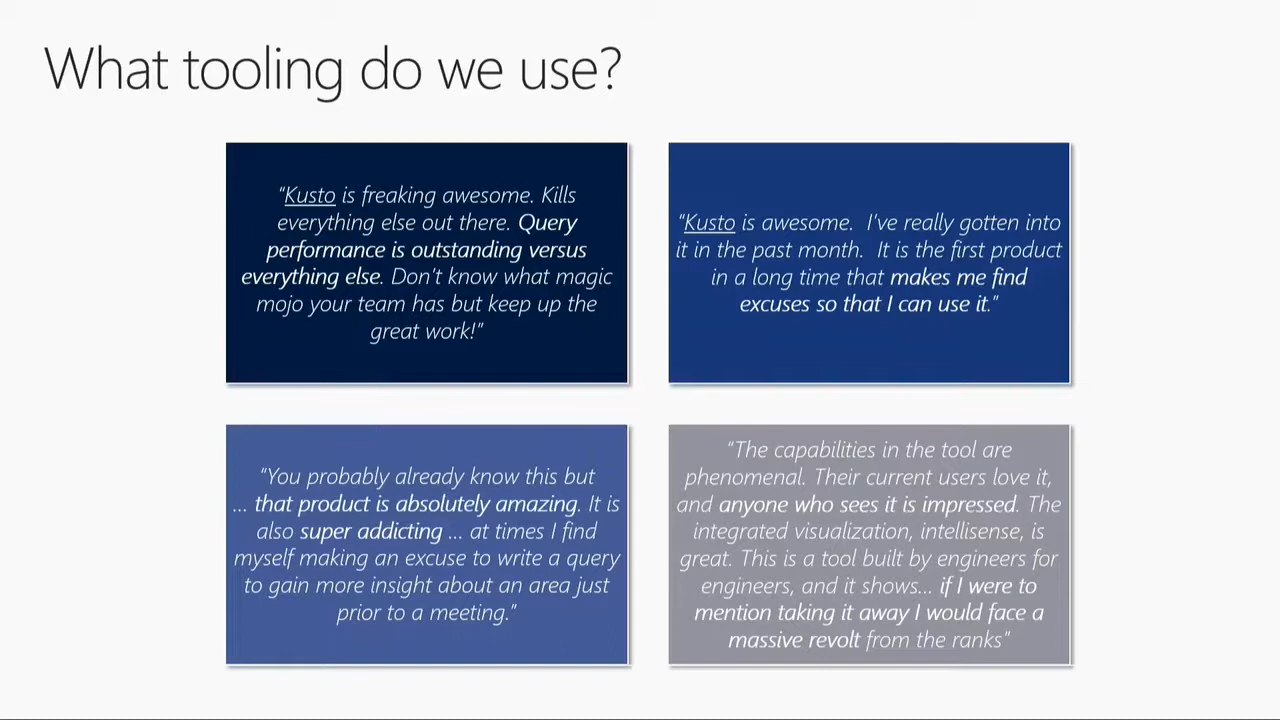 What tooling do we use?
“Kusto is freaking awesome. Kills
everything else out there. Query
performance is outstanding versus
everything else. Don't know what magic
mojo your team has but keep up the
great work!”
“Kusto is awesome.  I've really gotten into
it in the past month.  It is the first product
in a long time that makes me find
excuses so that I can use it.”
“You probably already know this but
... that product is absolutely amazing. It is
also super addicting ... at times I find
myself making an excuse to write a query
to gain more insight about an area just
prior to a meeting.”
“The capabilities in the tool are
phenomenal. Their current users love it,
and anyone who sees it is impressed. The
integrated visualization, intellisense, is
great. This is a tool built by engineers for
engineers, and it shows... if I were to
mention taking it away I would face a
massive revolt from the ranks”